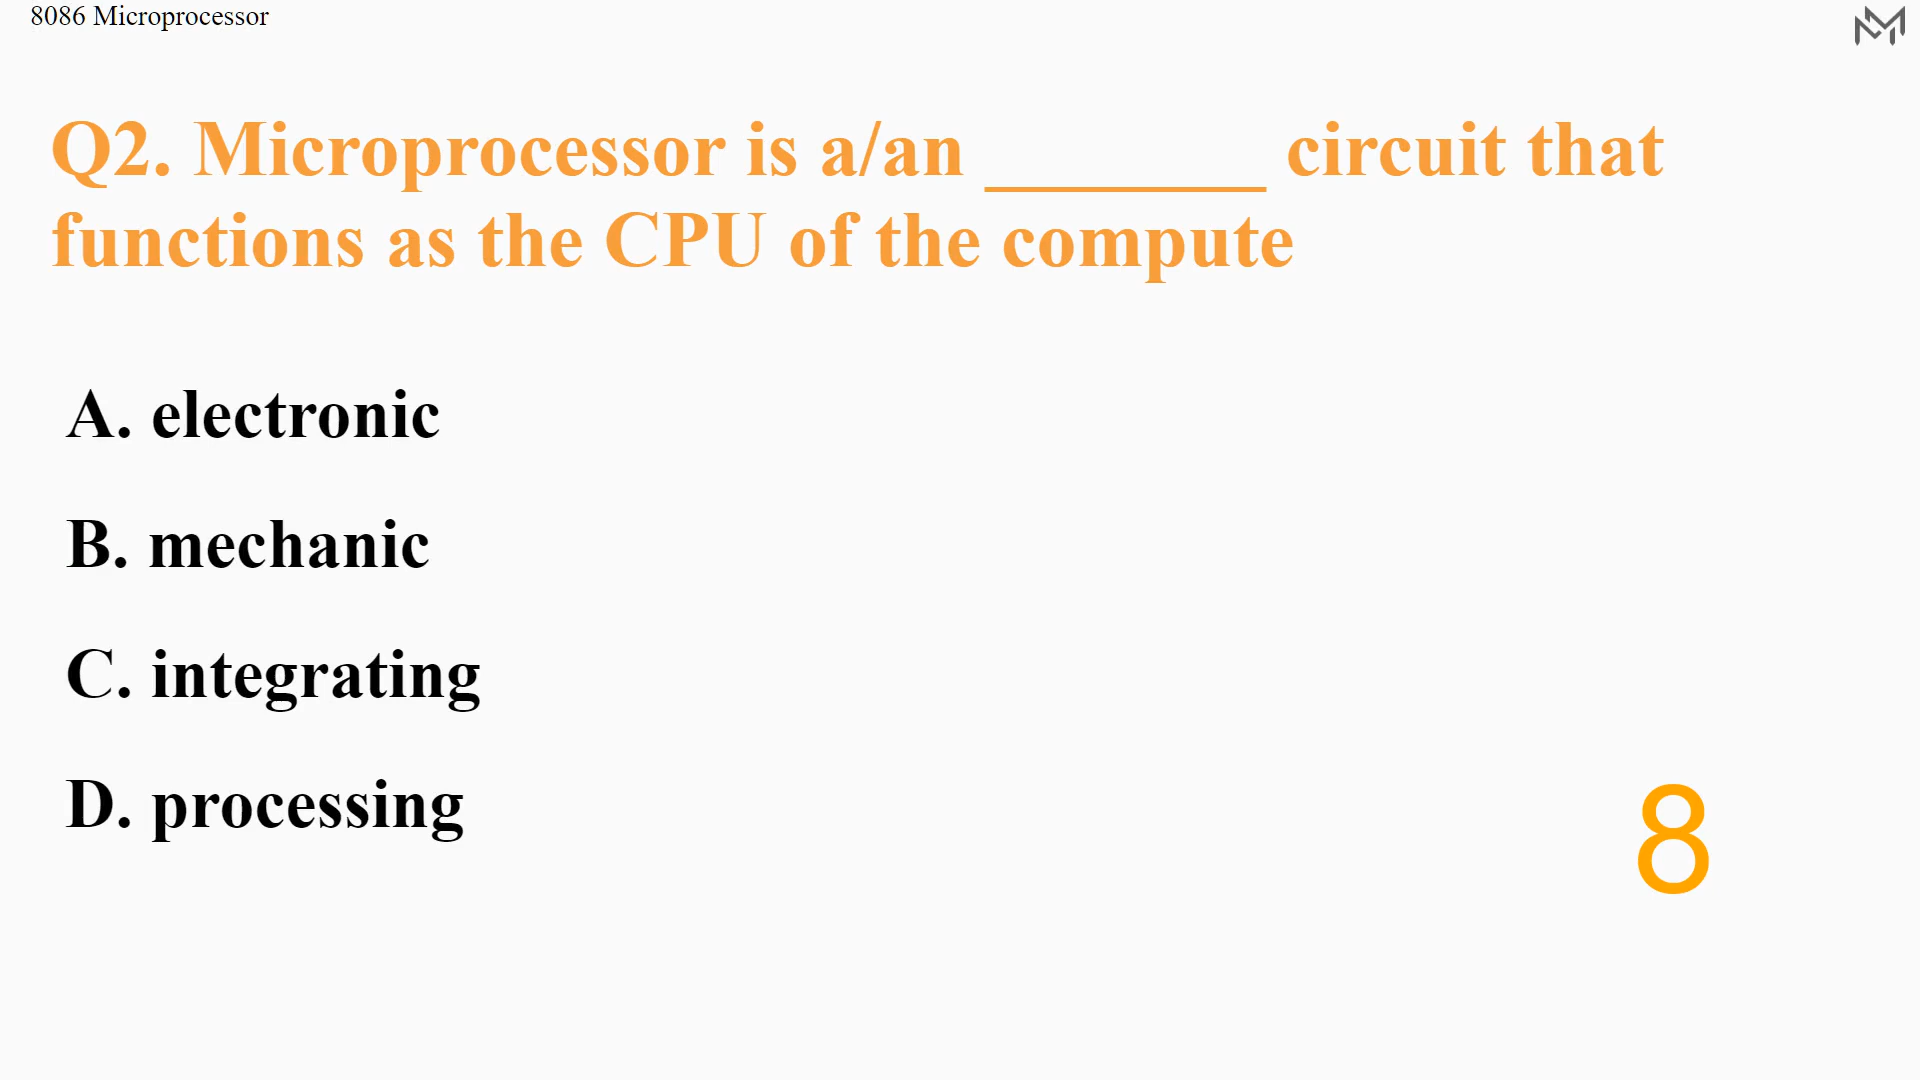 8086 Microprocessor
Q2. Microprocessor is a/an ________ circuit that
functions as the CPU of the compute
A. electronic
B. mechanic
C. integrating
D. processing
8